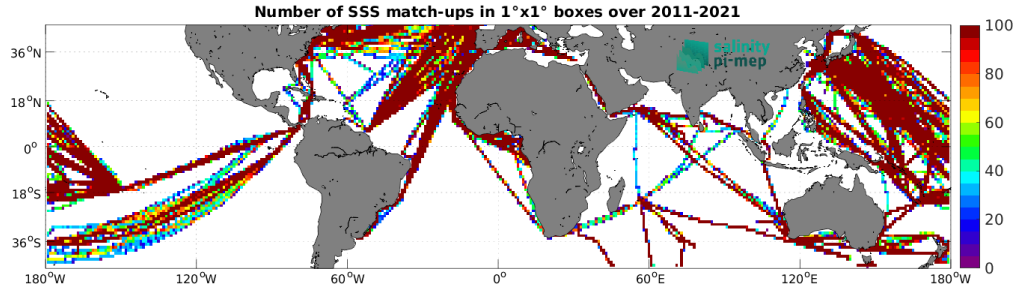 Number of SSS match-ups in 1°x1° boxes over 2011-2021
salinity
pi-mep
36°N
18°N
0°
18°S
36°S
180°W
120°W
60°W
0°
60°E
120°E
180°W
100
80
60
40
20
0